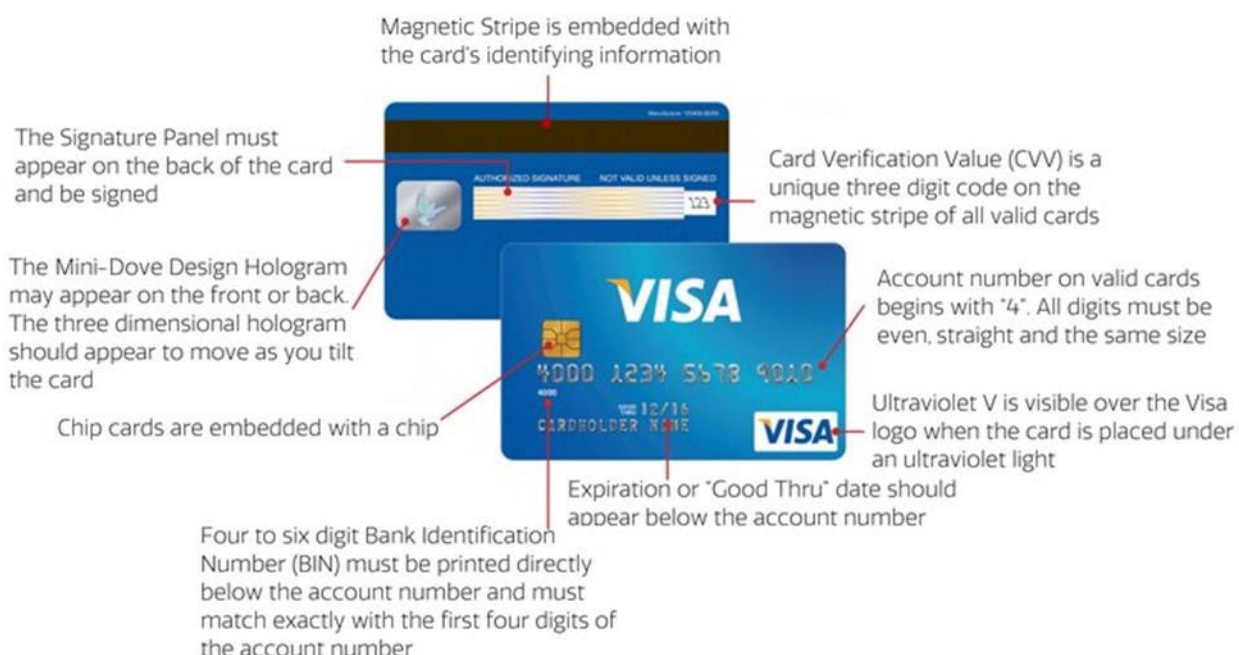 Magnetic Stripe is embedded with
the card's identifying information
The Signature Panel must
appear on the back of the card
and be signed
AUTHORIZED SIGNATURE NOT VALID UNLESS SIGNED
123
Card Verification Value (CVV) is a
unique three digit code on the
magnetic stripe of all valid cards
The Mini-Dove Design Hologram
may appear on the front or back.
The three dimensional hologram
should appear to move as you tilt
the card
VISA
Account number on valid cards
begins with "4". All digits must be
even, straight and the same size
4000 1234 5678 9010
4000
GOOD
THRU 12/16
CARDHOLDER NAME
VISA
Chip cards are embedded with a chip
Ultraviolet V is visible over the Visa
logo when the card is placed under
an ultraviolet light
Expiration or "Good Thru" date should
appear below the account number
Four to six digit Bank Identification
Number (BIN) must be printed directly
below the account number and must
match exactly with the first four digits of
the account number